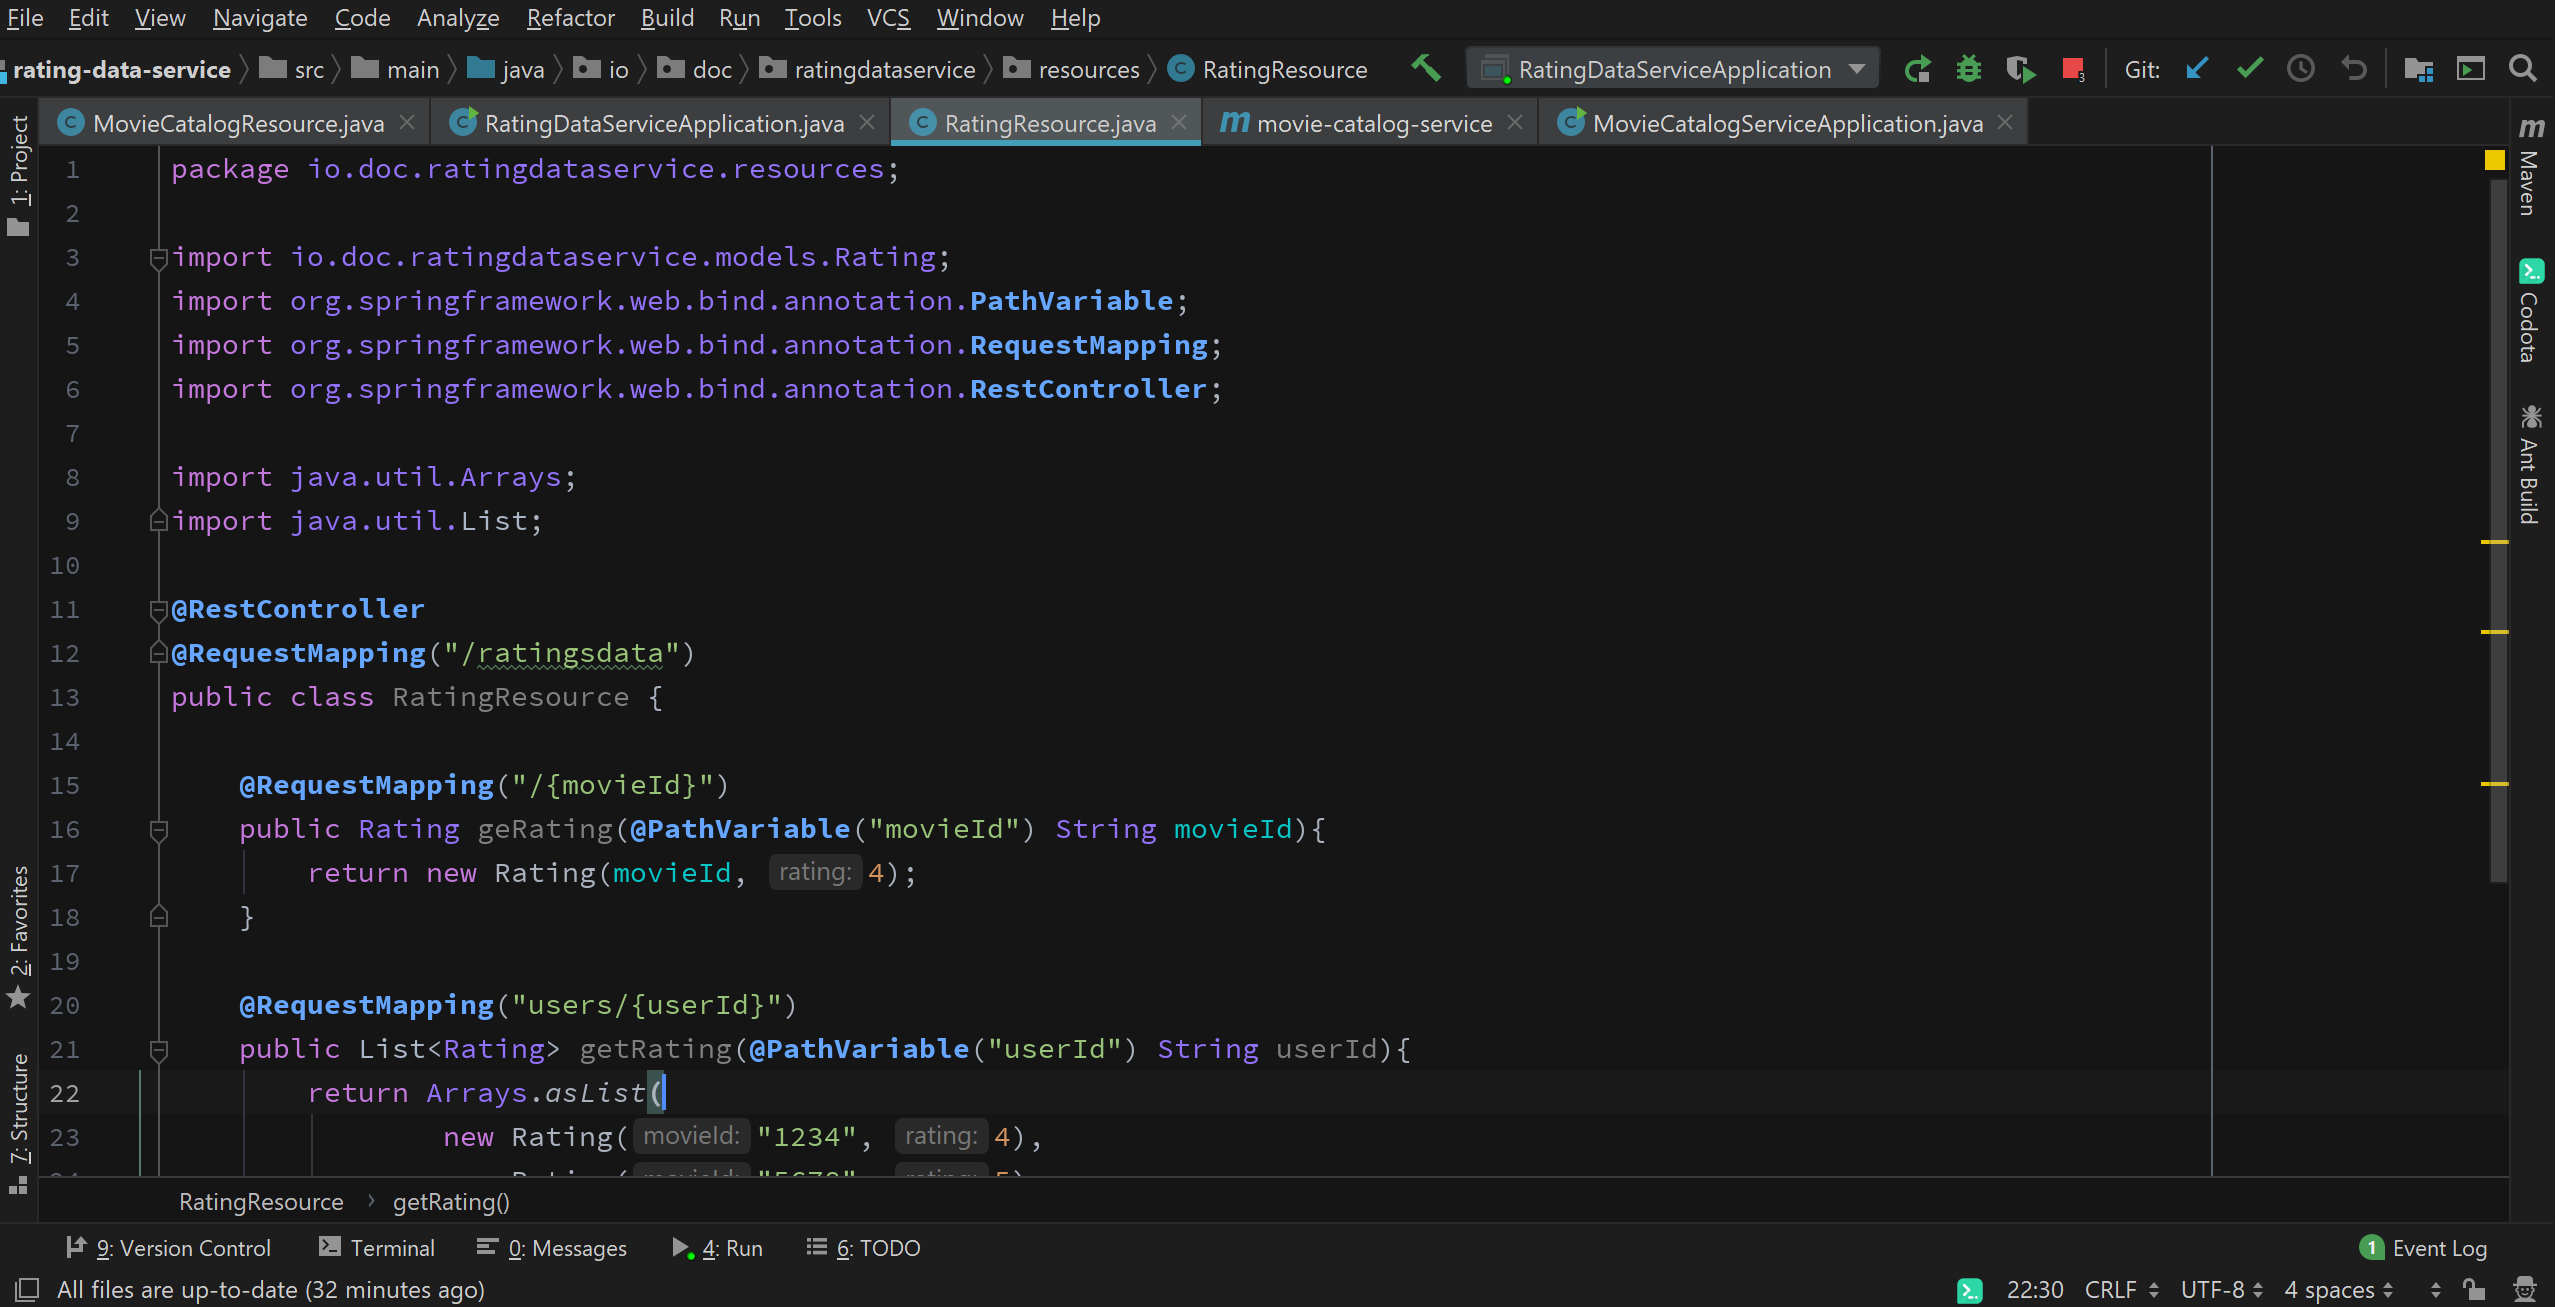 File Edit View Navigate Code Analyze Refactor Build Run Tools VCS Window Help
rating-data-service src main java io doc ratingdataservice resources RatingResource RatingDataServiceApplication 3 Git:
MovieCatalogResource.java RatingDataServiceApplication.java RatingResource.java movie-catalog-service MovieCatalogServiceApplication.java
1: Project
2: Favorites
7: Structure
1 package io.doc.ratingdataservice.resources;
2
3 import io.doc.ratingdataservice.models.Rating;
4 import org.springframework.web.bind.annotation.PathVariable;
5 import org.springframework.web.bind.annotation.RequestMapping;
6 import org.springframework.web.bind.annotation.RestController;
7
8 import java.util.Arrays;
9 import java.util.List;
10
11 @RestController
12 @RequestMapping("/ratingsdata")
13 public class RatingResource {
14
15 @RequestMapping("/{movieId}")
16 public Rating geRating(@PathVariable("movieId") String movieId){
17 return new Rating(movieId, rating: 4);
18 }
19
20 @RequestMapping("users/{userId}")
21 public List<Rating> getRating(@PathVariable("userId") String userId){
22 return Arrays.asList(
23 new Rating( movieId: "1234", rating: 4),
Maven
Codota
Ant Build
RatingResource > getRating()
9: Version Control Terminal 0: Messages 4: Run 6: TODO 1 Event Log
All files are up-to-date (32 minutes ago) 22:30 CRLF UTF-8 4 spaces